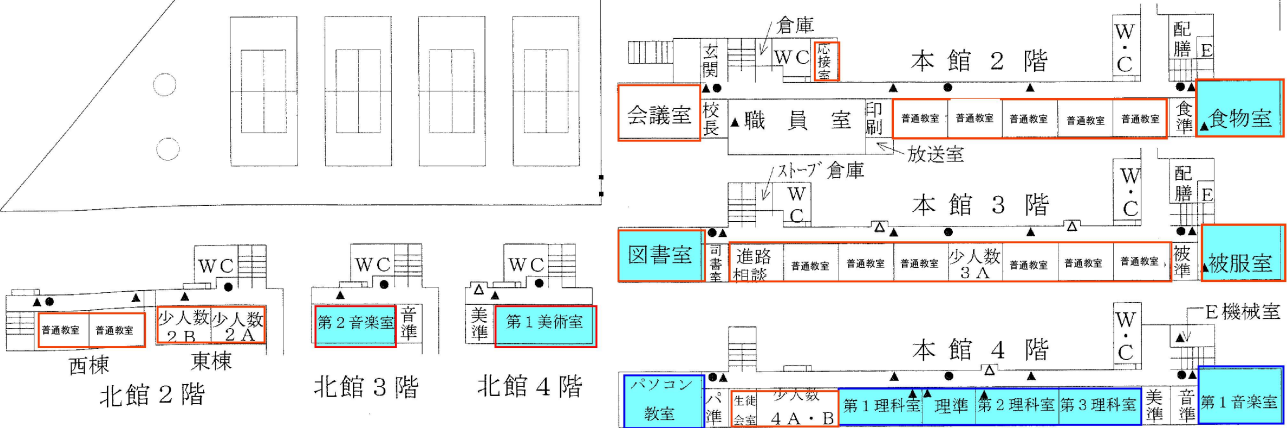 倉庫
玄関
WC
応接室
本館2階
W・C
配膳
E
会議室
校長
職員室
印刷
普通教室
普通教室
普通教室
普通教室
普通教室
食準
食物室
放送室
ストーブ倉庫
WC
本館3階
W・C
配膳
E
図書室
司書室
進路相談
普通教室
普通教室
普通教室
少人数
3A
普通教室
普通教室
普通教室
被準
被服室
E機械室
本館4階
W・C
パソコン
教室
パ準
生徒会室
少人数
4A・B
第1理科室
理準
第2理科室
第3理科室
美準
音準
第1音楽室
WC
普通教室
普通教室
少人数
2B
少人数
2A
西棟
東棟
北館2階
WC
第2音楽室
音準
北館3階
WC
美準
第1美術室
北館4階